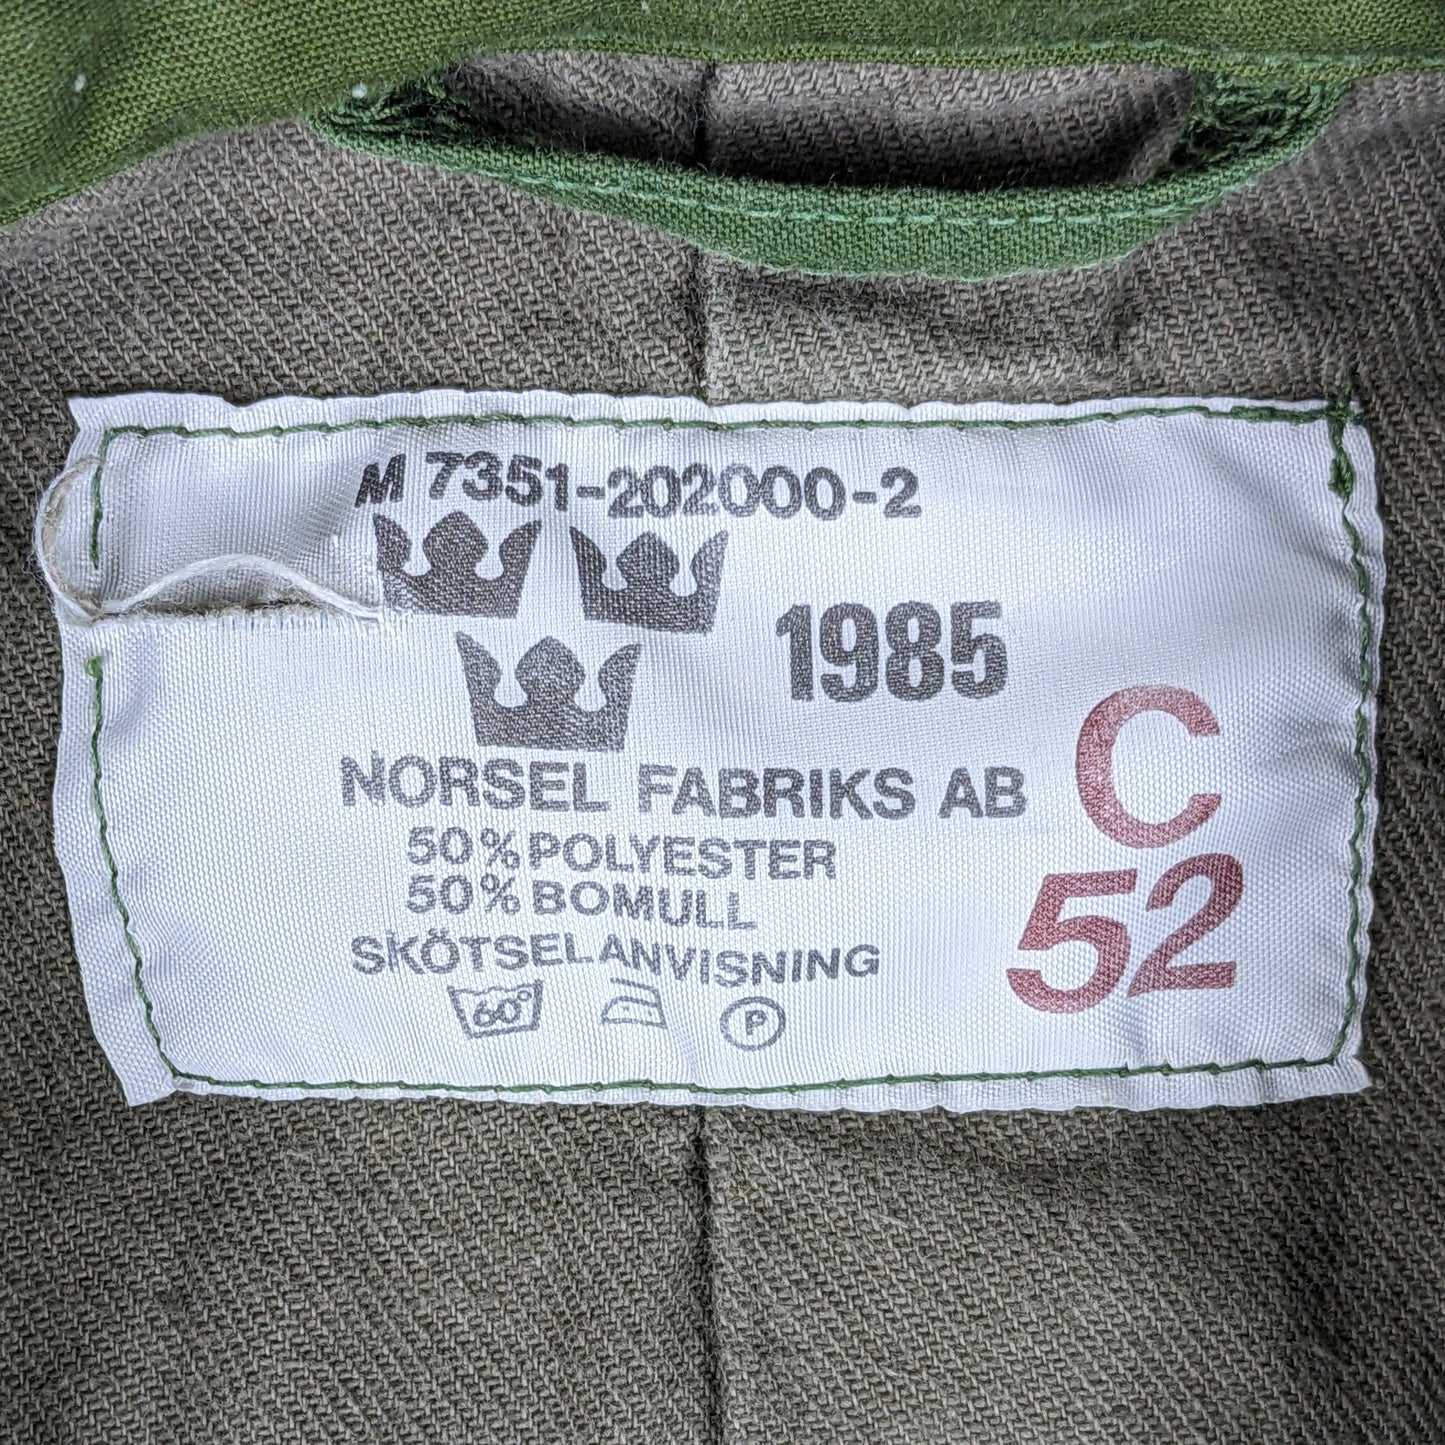 M 7351-202000-2
1985
C
52
NORSEL FABRIKS AB
50% POLYESTER
50% BOMULL
SKÖTSELANVISNING
60° P